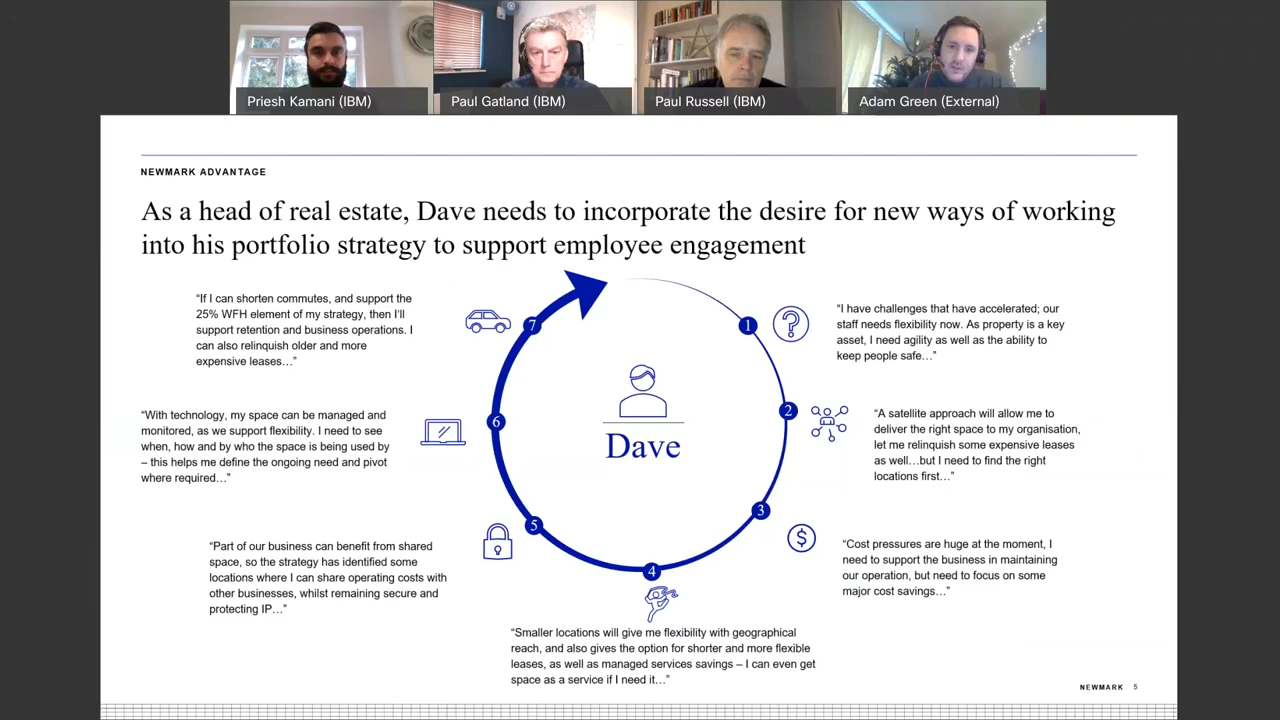 Priesh Kamani (IBM)
Paul Gatland (IBM)
Paul Russell (IBM)
Adam Green (External)
NEWMARK ADVANTAGE
As a head of real estate, Dave needs to incorporate the desire for new ways of working
into his portfolio strategy to support employee engagement
1
“I have challenges that have accelerated; our
staff needs flexibility now. As property is a key
asset, I need agility as well as the ability to
keep people safe…”
2
“A satellite approach will allow me to
deliver the right space to my organisation,
let me relinquish some expensive leases
as well…but I need to find the right
locations first…”
3
“Cost pressures are huge at the moment, I
need to support the business in maintaining
our operation, but need to focus on some
major cost savings…”
4
“Smaller locations will give me flexibility with geographical
reach, and also gives the option for shorter and more flexible
leases, as well as managed services savings – I can even get
space as a service if I need it…”
5
“Part of our business can benefit from shared
space, so the strategy has identified some
locations where I can share operating costs with
other businesses, whilst remaining secure and
protecting IP…”
6
“With technology, my space can be managed and
monitored, as we support flexibility. I need to see
when, how and by who the space is being used by
– this helps me define the ongoing need and pivot
where required…”
7
“If I can shorten commutes, and support the
25% WFH element of my strategy, then I’ll
support retention and business operations. I
can also relinquish older and more
expensive leases…”
Dave
$
NEWMARK 5